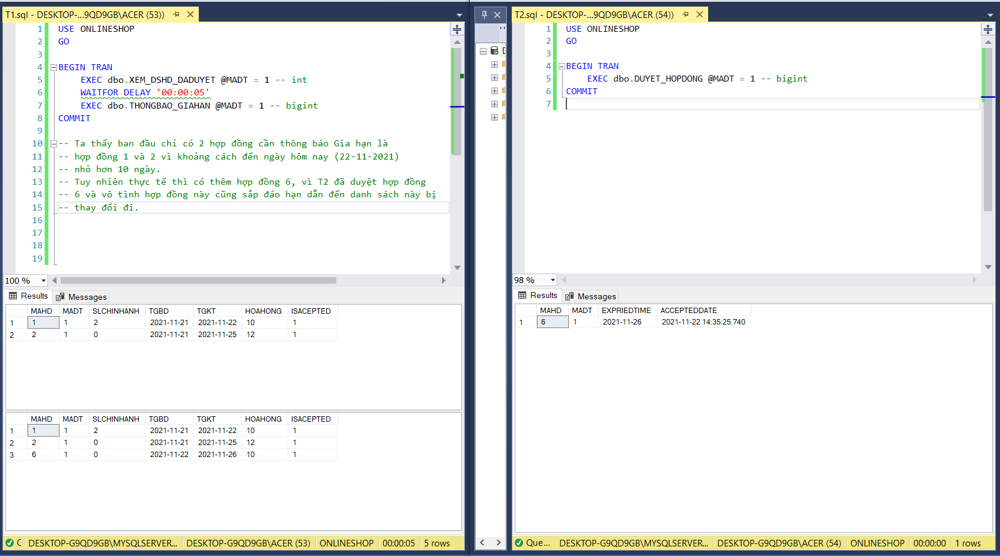 T1.sql - DESKTOP-...9QD9GB\ACER (53))
1 USE ONLINESHOP
2 GO
3
4 BEGIN TRAN
5 EXEC dbo.XEM_DSHD_DADUYET @MADT = 1 -- int
6 WAITFOR DELAY '00:00:05'
7 EXEC dbo.THONGBAO_GIAHAN @MADT = 1 -- bigint
8 COMMIT
9
10 -- Ta thấy ban đầu chỉ có 2 hợp đồng cần thông báo Gia hạn là
11 -- hợp đồng 1 và 2 vì khoảng cách đến ngày hôm nay (22-11-2021)
12 -- nhỏ hơn 10 ngày.
13 -- Tuy nhiên thực tế thì có thêm hợp đồng 6, vì T2 đã duyệt hợp đồng
14 -- 6 và vô tình hợp đồng này cũng sắp đáo hạn dẫn đến danh sách này bị
15 -- thay đổi đi.
16
17
18
19
100 %
Results Messages
MAHD MADT SLCHINHANH TGBD TGKT HOAHONG ISACEPTED
1 1 1 2 2021-11-21 2021-11-22 10 1
2 2 1 0 2021-11-21 2021-11-25 12 1
MAHD MADT SLCHINHANH TGBD TGKT HOAHONG ISACEPTED
1 1 1 2 2021-11-21 2021-11-22 10 1
2 2 1 0 2021-11-21 2021-11-25 12 1
3 6 1 0 2021-11-22 2021-11-26 10 1
DESKTOP-G9QD9GB\MYSQLSERVER... DESKTOP-G9QD9GB\ACER (53) ONLINESHOP 00:00:05 5 rows
T2.sql - DESKTOP-...9QD9GB\ACER (54))
1 USE ONLINESHOP
2 GO
3
4 BEGIN TRAN
5 EXEC dbo.DUYET_HOPDONG @MADT = 1 -- bigint
6 COMMIT
7
98 %
Results Messages
MAHD MADT EXPRIEDTIME ACCEPTEDDATE
1 6 1 2021-11-26 2021-11-22 14:35:25.740
Que... DESKTOP-G9QD9GB\MYSQLSERVER... DESKTOP-G9QD9GB\ACER (54) ONLINESHOP 00:00:00 1 rows